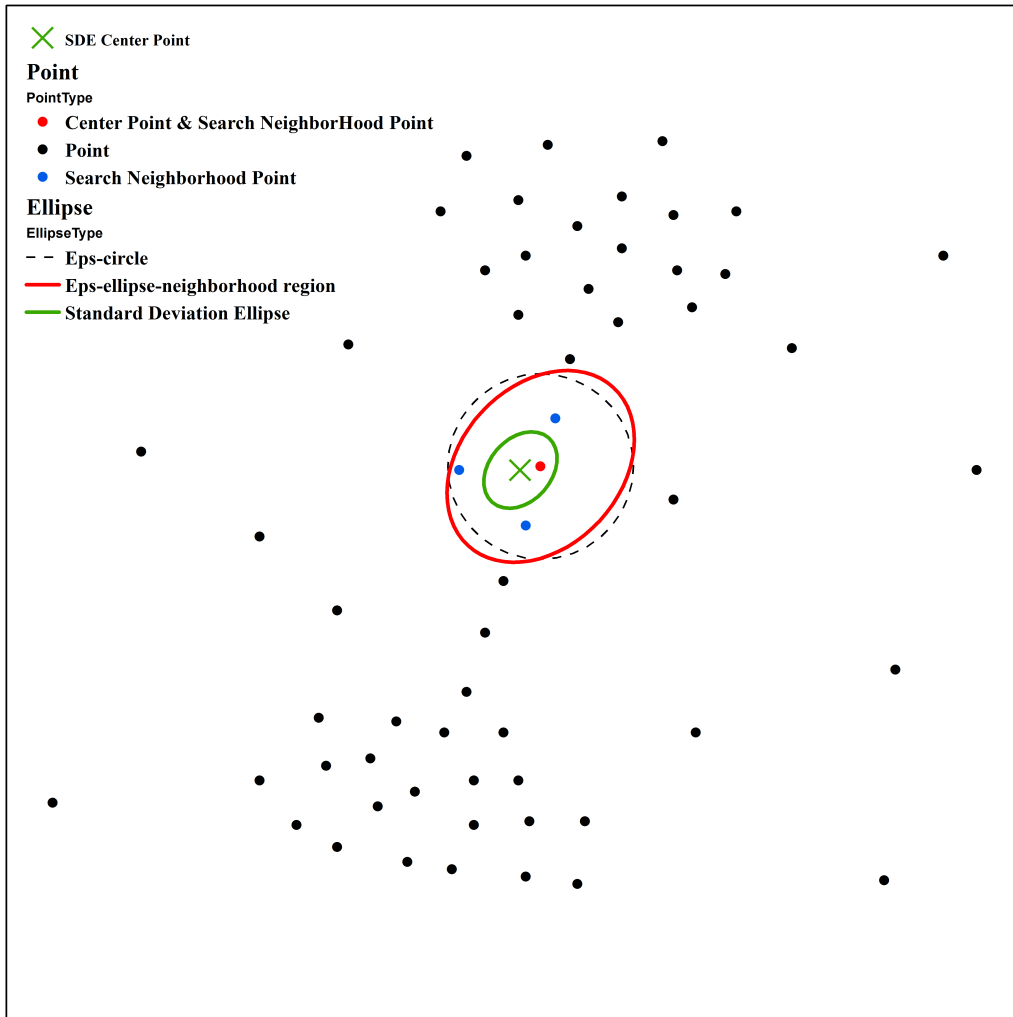 SDE Center Point
Point
PointType
Center Point & Search NeighborHood Point
Point
Search Neighborhood Point
Ellipse
EllipseType
Eps-circle
Eps-ellipse-neighborhood region
Standard Deviation Ellipse